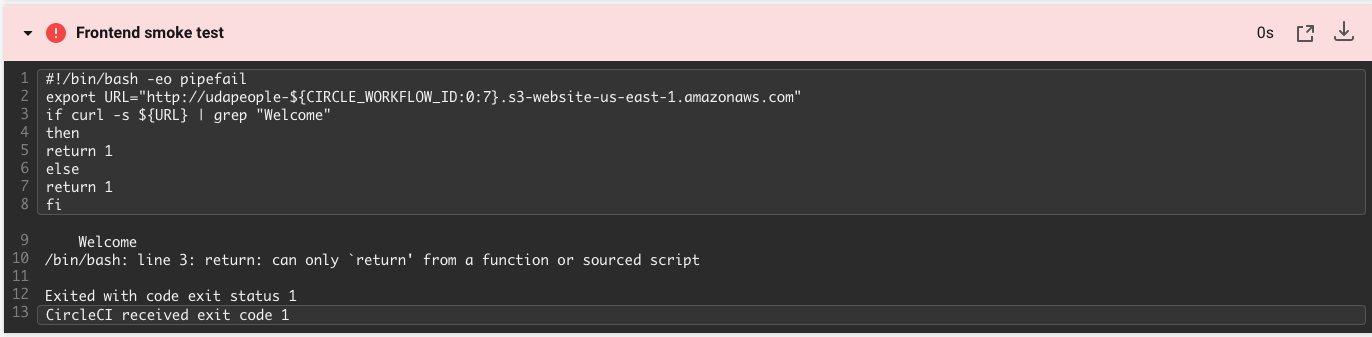 Frontend smoke test 0s
1 #!/bin/bash -eo pipefail
2 export URL="http://udapeople-${CIRCLE_WORKFLOW_ID:0:7}.s3-website-us-east-1.amazonaws.com"
3 if curl -s ${URL} | grep "Welcome"
4 then
5 return 1
6 else
7 return 1
8 fi
9 Welcome
10 /bin/bash: line 3: return: can only `return' from a function or sourced script
11
12 Exited with code exit status 1
13 CircleCI received exit code 1